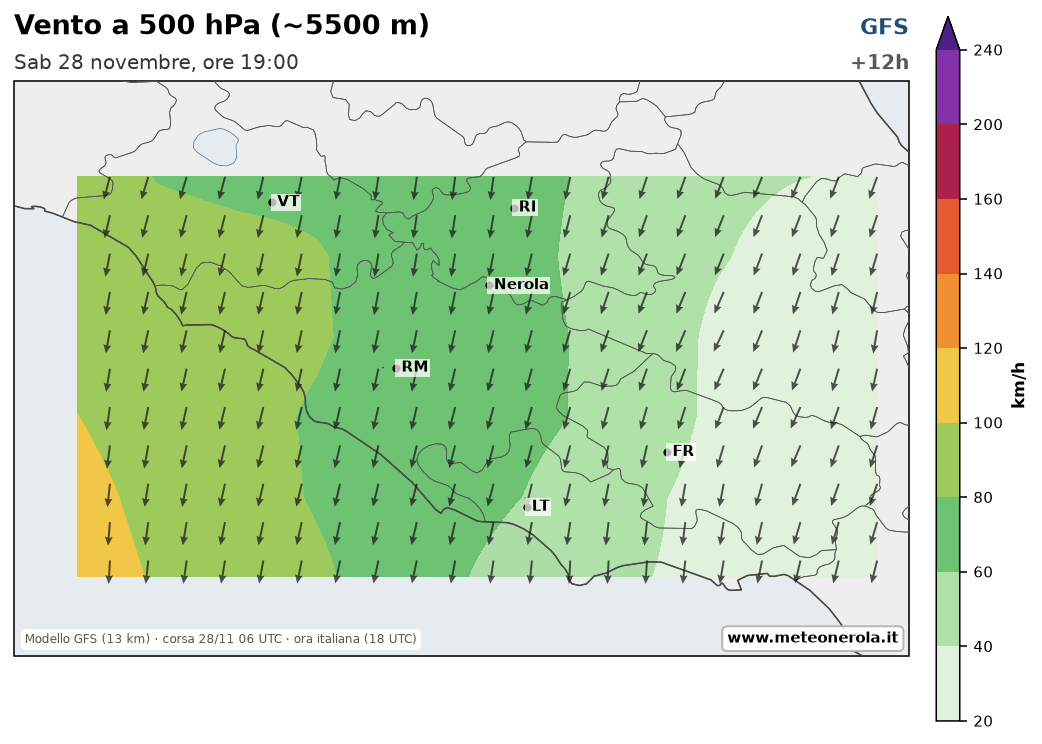 Vento a 500 hPa (~5500 m)
GFS
Sab 28 novembre, ore 19:00
+12h
VT
RI
Nerola
RM
FR
LT
240
200
160
140
120
100
80
60
40
20
km/h
Modello GFS (13 km) · corsa 28/11 06 UTC · ora italiana (18 UTC)
www.meteonerola.it